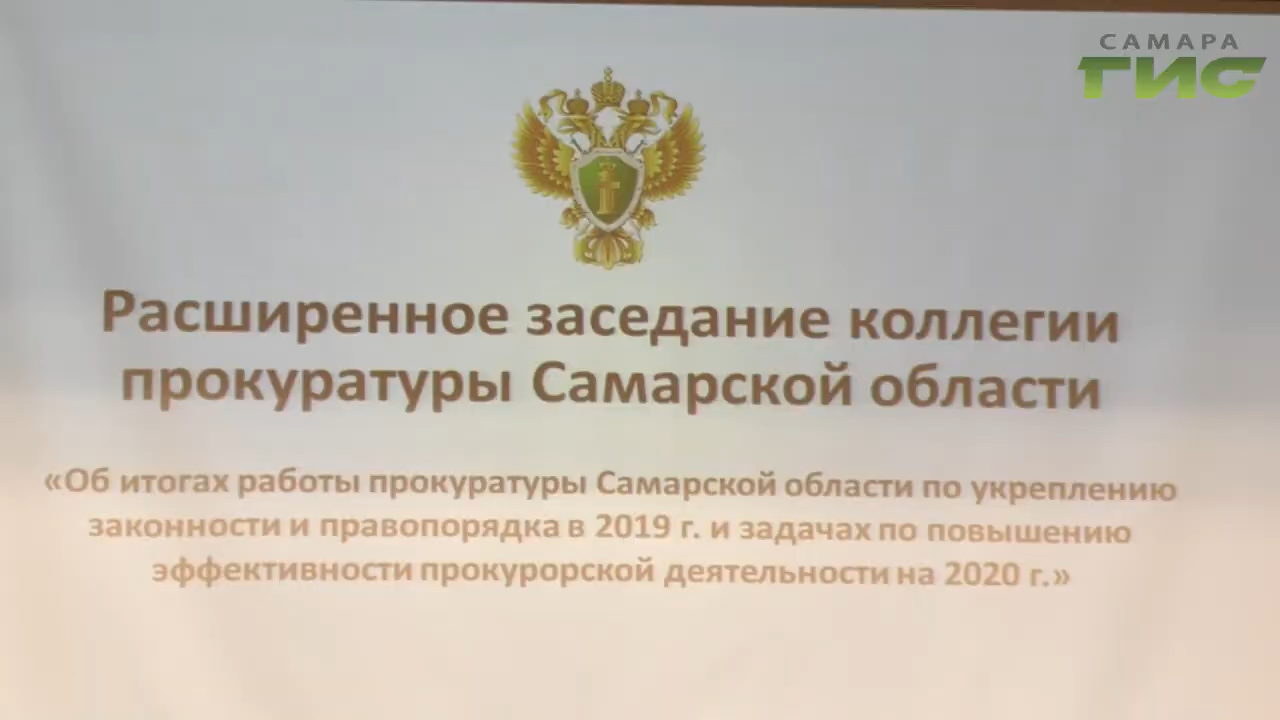 САМАРА
ГИС
Расширенное заседание коллегии
прокуратуры Самарской области
«Об итогах работы прокуратуры Самарской области по укреплению
законности и правопорядка в 2019 г. и задачах по повышению
эффективности прокурорской деятельности на 2020 г.»